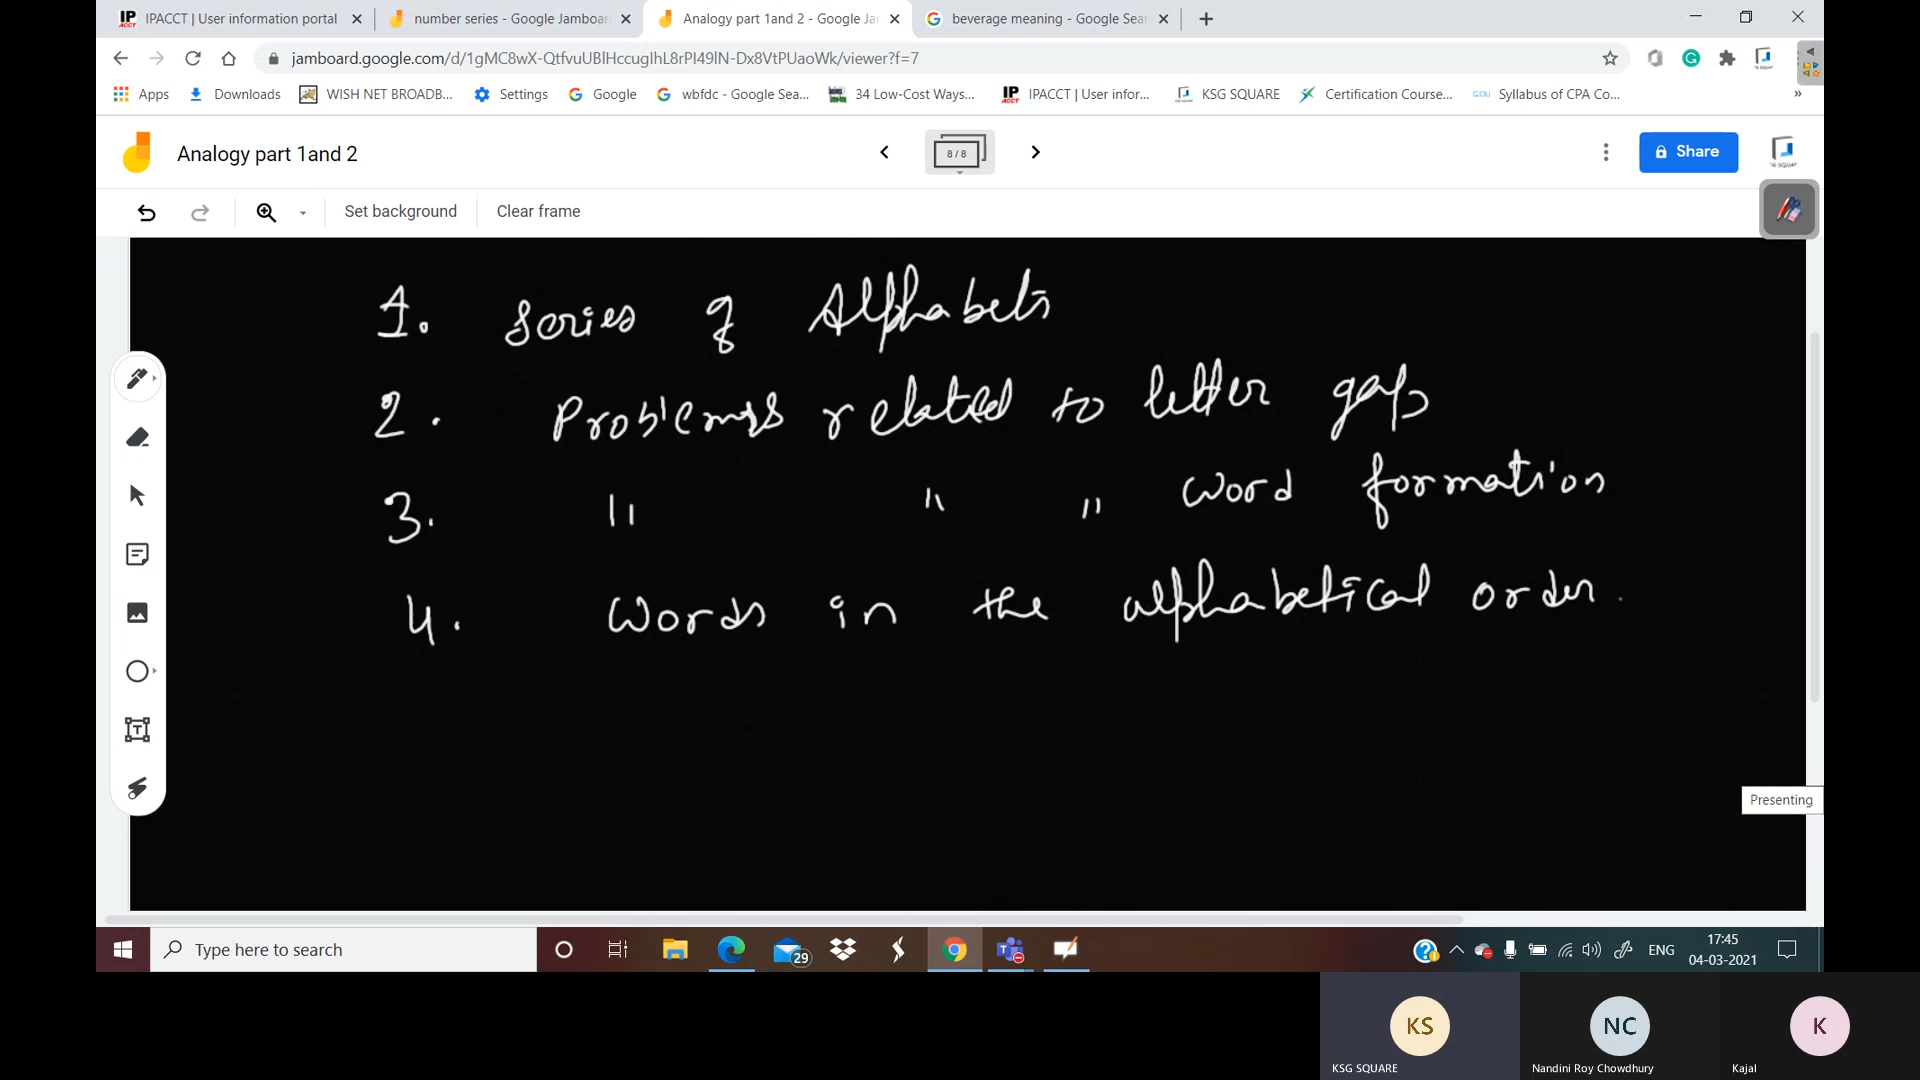 IPACCT | User information portal
number series - Google Jamboar
Analogy part 1and 2 - Google Ja
beverage meaning - Google Sea
jamboard.google.com/d/1gMC8wX-QtfvuUBlHccugIhL8rPI49lN-Dx8VtPUaoWk/viewer?f=7
Apps
Downloads
WISH NET BROADB...
Settings
Google
wbfdc - Google Sea...
34 Low-Cost Ways...
IPACCT | User infor...
KSG SQUARE
Certification Course...
Syllabus of CPA Co...
Analogy part 1and 2
8 / 8
Share
Set background
Clear frame
1. Series of Alphabets
2. Problems related to letter gap
3. " " " word formation
4. Words in the alphabetical order.
Presenting
Type here to search
29
ENG
17:45
04-03-2021
KS
NC
K
KSG SQUARE
Nandini Roy Chowdhury
Kajal